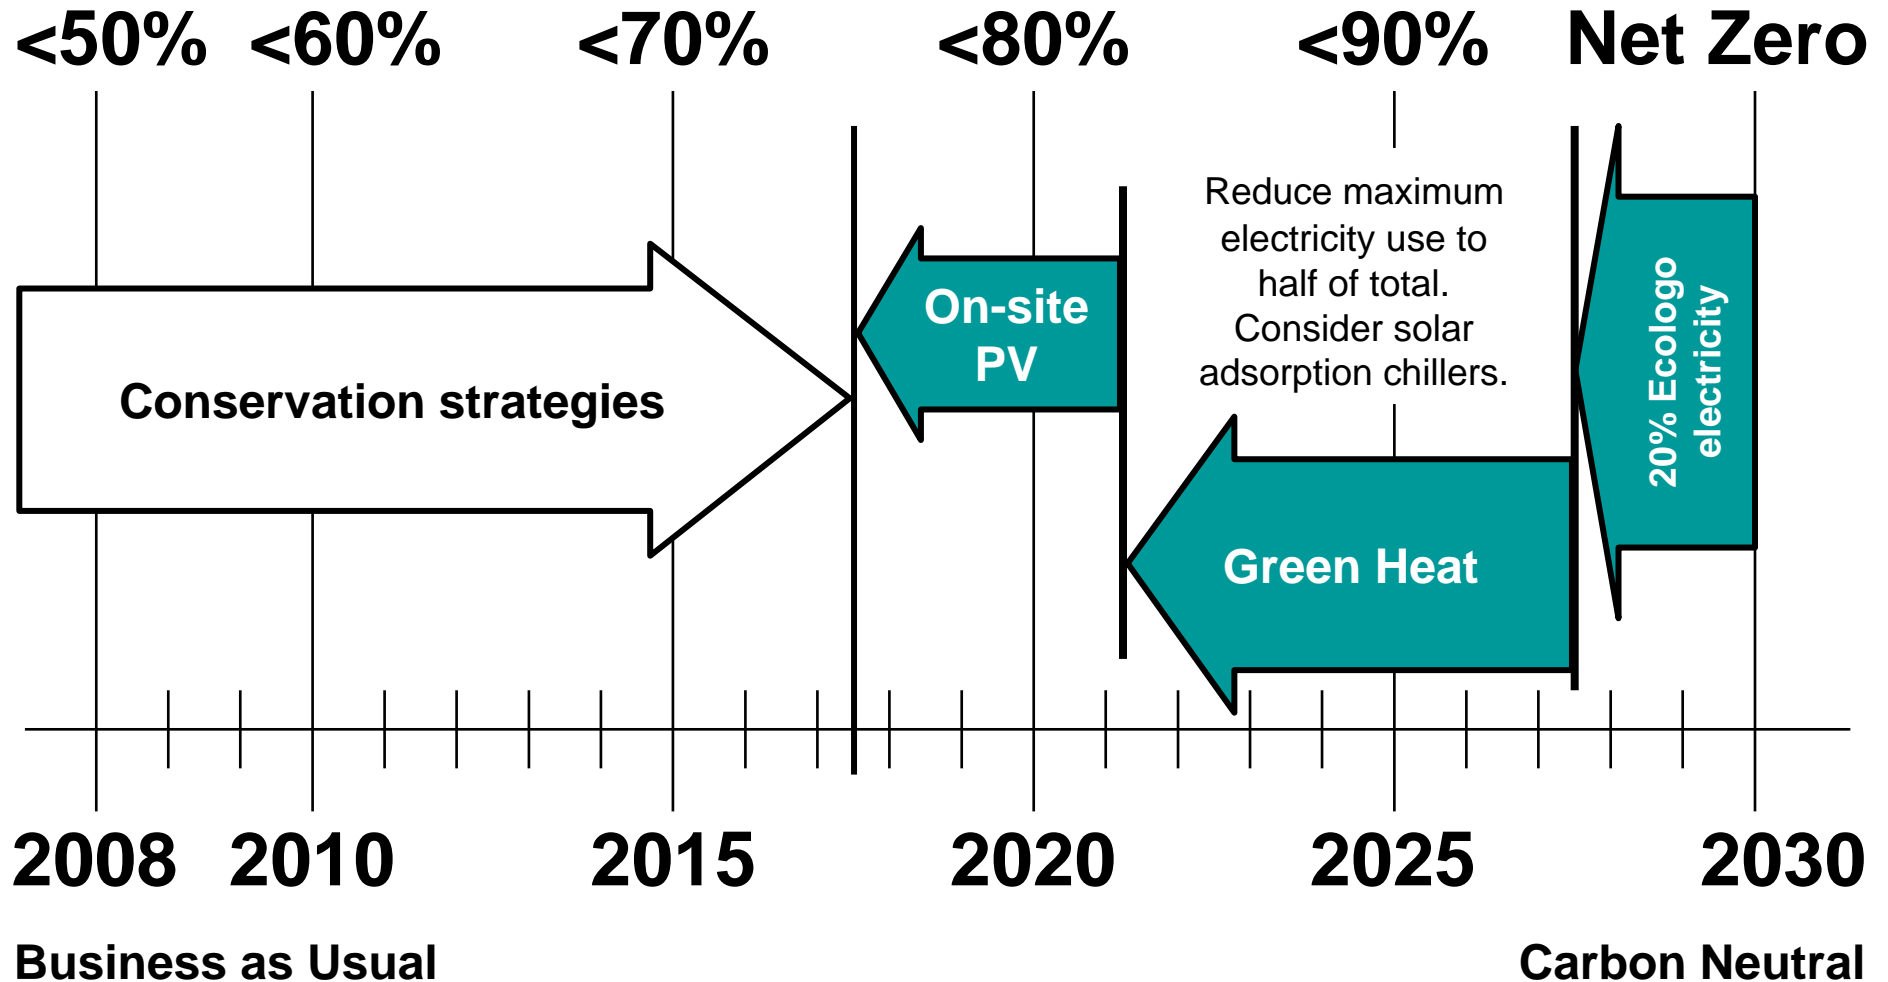 <50% <60% <70% <80% <90% Net Zero
Conservation strategies
On-site
PV
Reduce maximum
electricity use to
half of total.
Consider solar
adsorption chillers.
Green Heat
20% Ecologo
electricity
2008 2010 2015 2020 2025 2030
Business as Usual Carbon Neutral